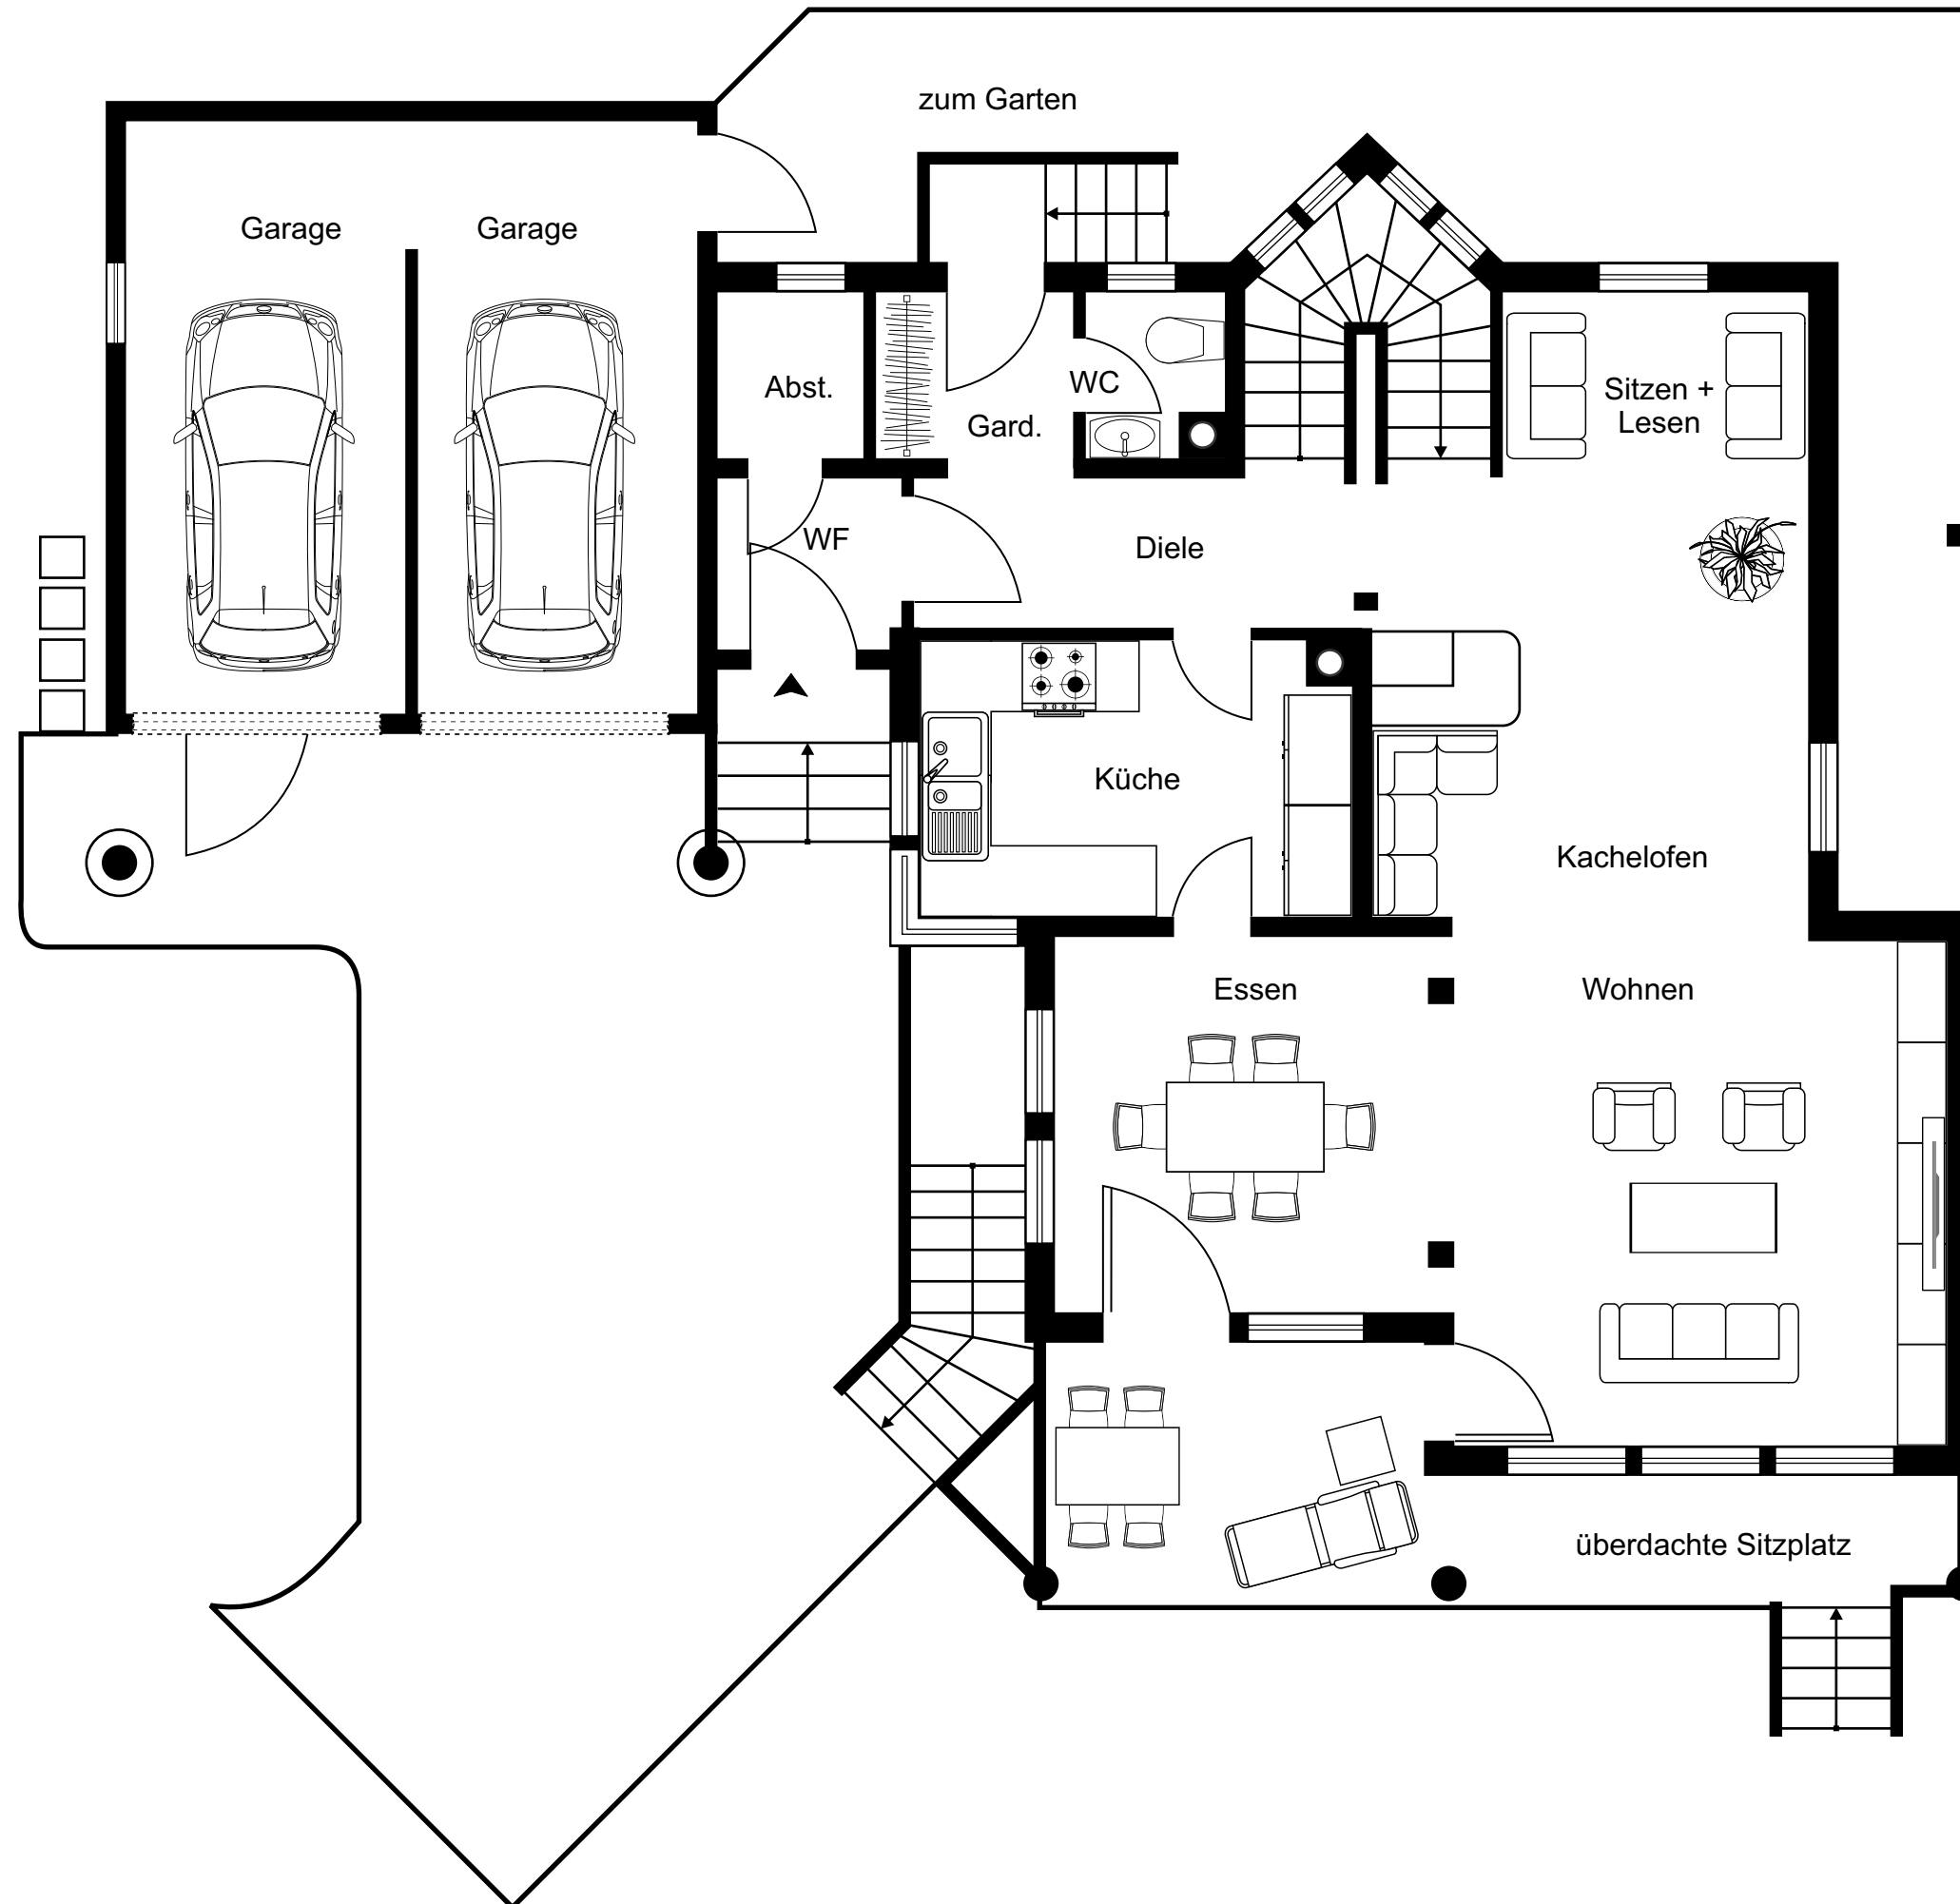 zum Garten
Garage
Garage
Abst.
WC
Gard.
Sitzen +
Lesen
WF
Diele
Küche
Kachelofen
Essen
Wohnen
überdachte Sitzplatz